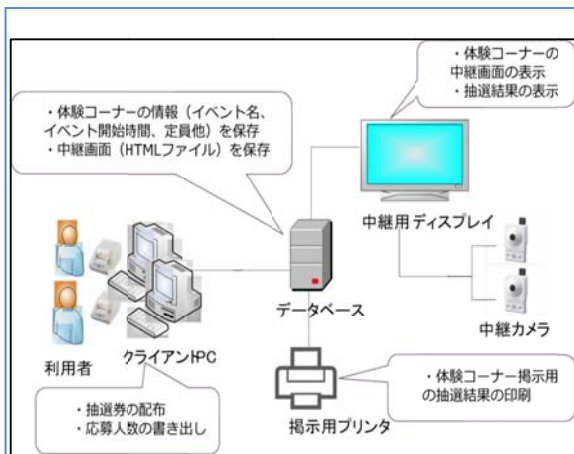 ・体験コーナーの
中継画面の表示
・抽選結果の表示
・体験コーナーの情報（イベント名、
イベント開始時間、定員他）を保存
・中継画面（HTMLファイル）を保存
中継用ディスプレイ
データベース
中継カメラ
利用者
クライアントPC
・抽選券の配布
・応募人数の書き出し
掲示用プリンタ
・体験コーナー掲示用
の抽選結果の印刷